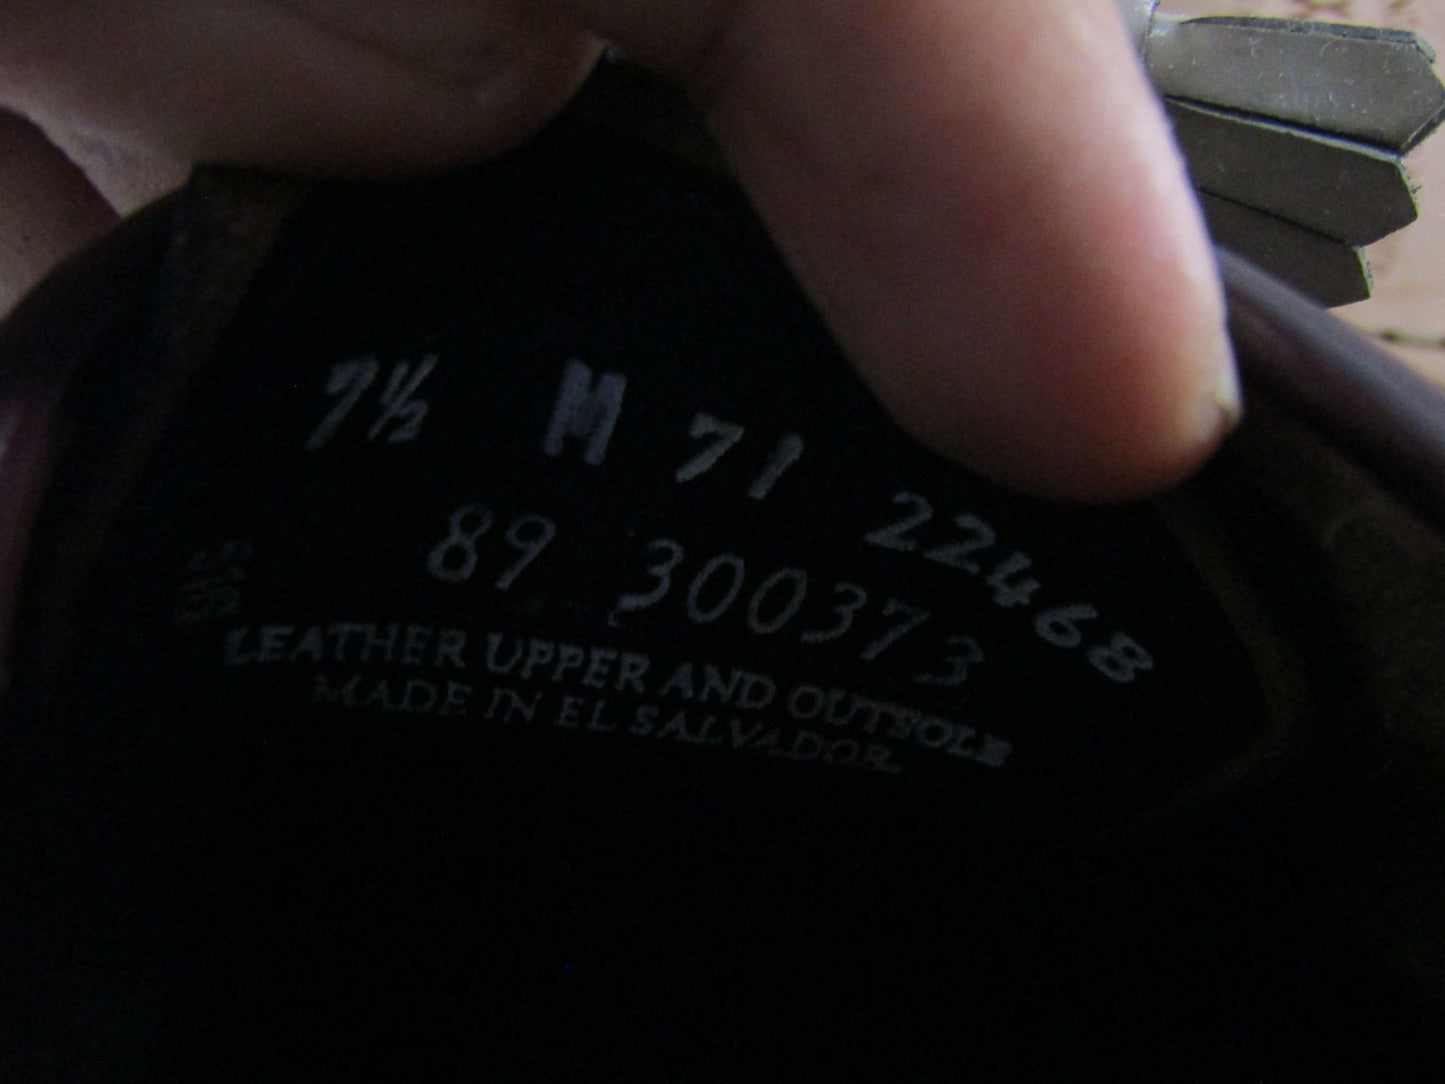 7½ M 71 22468
89 300373
LEATHER UPPER AND OUTSOLE
MADE IN EL SALVADOR